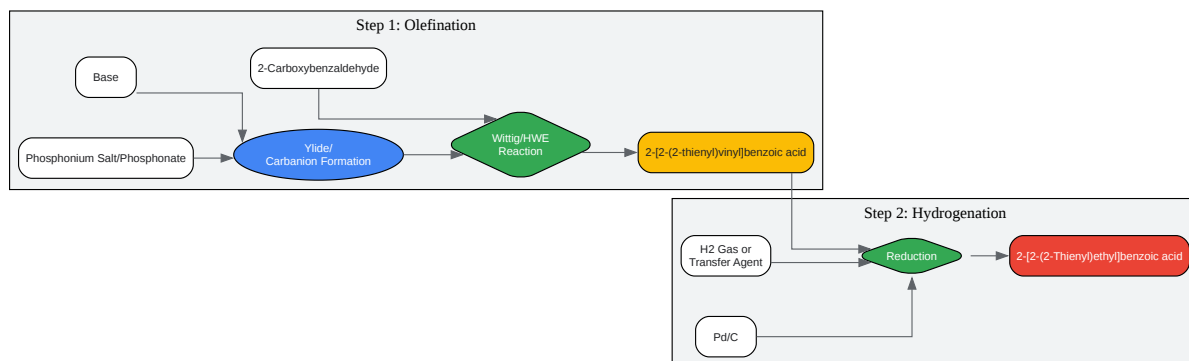 Step 1: Olefination
Base
2-Carboxybenzaldehyde
Phosphonium Salt/Phosphonate
Ylide/
Carbanion Formation
Wittig/HWE
Reaction
2-[2-(2-thienyl)vinyl]benzoic acid
Step 2: Hydrogenation
H2 Gas or
Transfer Agent
Reduction
2-[2-(2-Thienyl)ethyl]benzoic acid
Pd/C